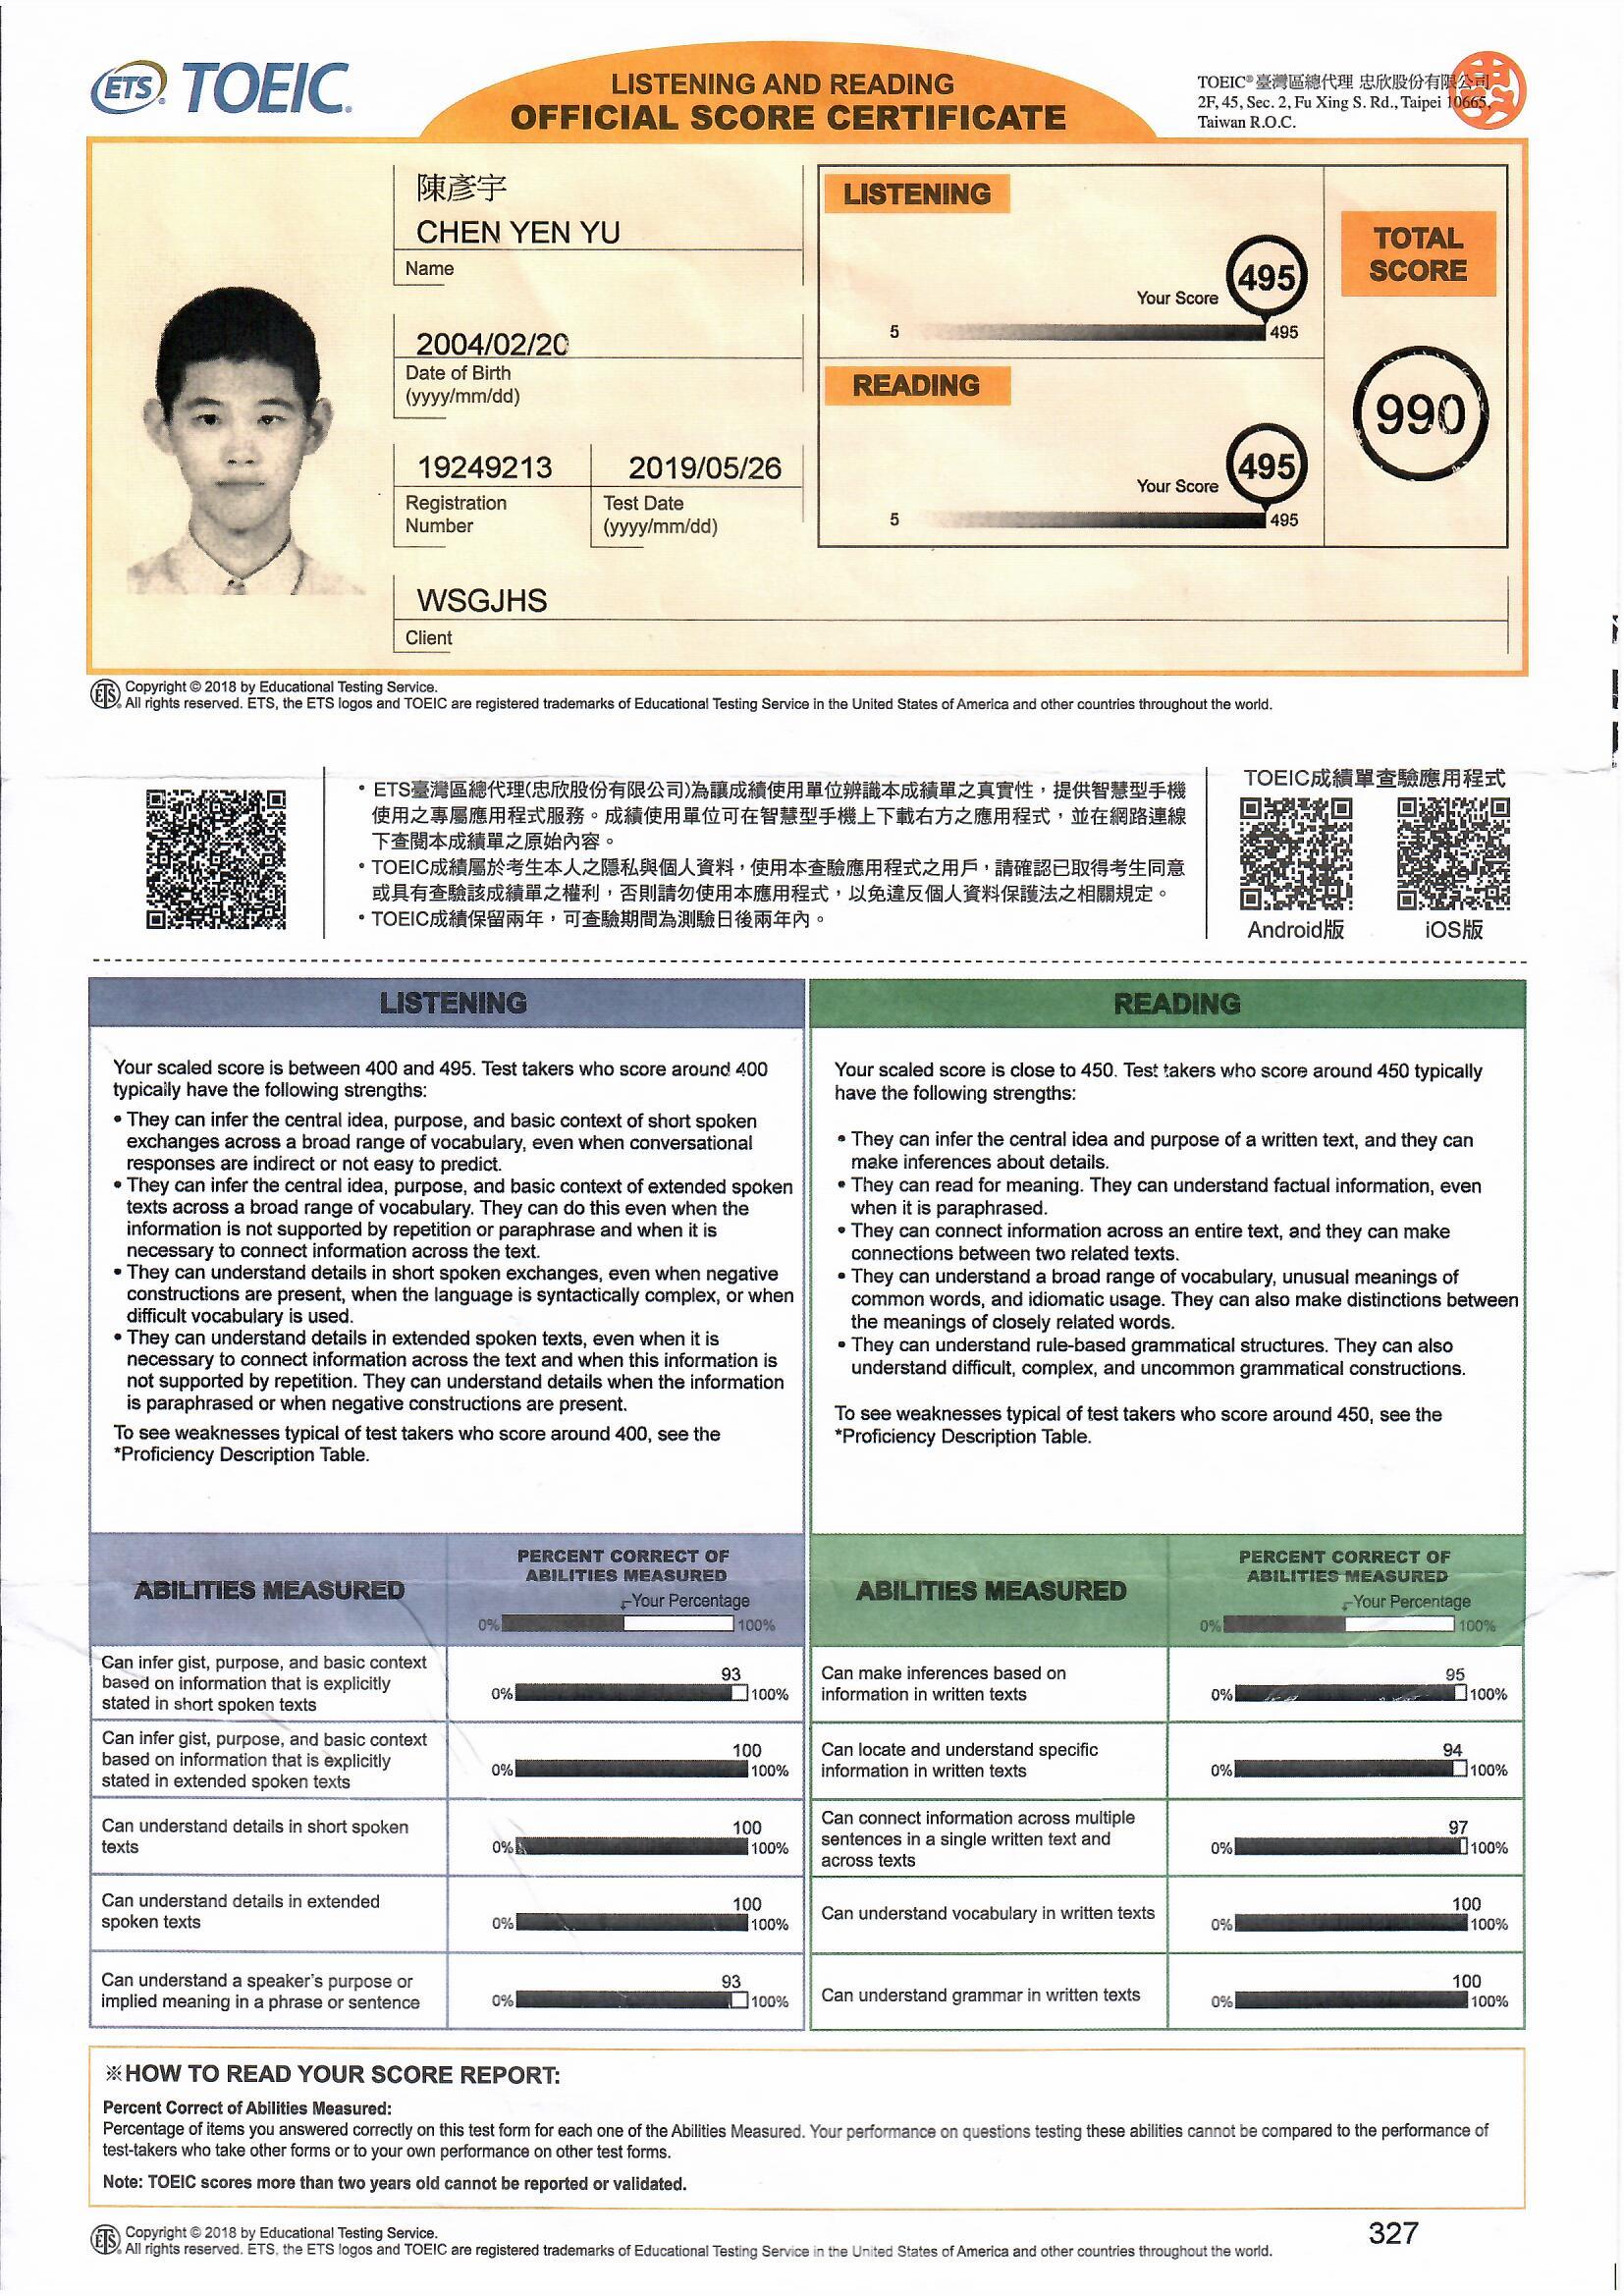 ETS TOEIC.
LISTENING AND READING
OFFICIAL SCORE CERTIFICATE
TOEIC® 臺灣區總代理 忠欣股份有限公司
2F, 45, Sec. 2, Fu Xing S. Rd., Taipei 10665,
Taiwan R.O.C.
陳彥宇
CHEN YEN YU
Name
2004/02/20
Date of Birth
(yyyy/mm/dd)
19249213
Registration
Number
2019/05/26
Test Date
(yyyy/mm/dd)
WSGJHS
Client
LISTENING
Your Score
495
5
495
READING
Your Score
495
5
495
TOTAL
SCORE
990
ETS Copyright © 2018 by Educational Testing Service.
All rights reserved. ETS, the ETS logos and TOEIC are registered trademarks of Educational Testing Service in the United States of America and other countries throughout the world.
• ETS臺灣區總代理(忠欣股份有限公司)為讓成績使用單位辨識本成績單之真實性，提供智慧型手機
使用之專屬應用程式服務。成績使用單位可在智慧型手機上下載右方之應用程式，並在網路連線
下查閱本成績單之原始內容。
• TOEIC成績屬於考生本人之隱私與個人資料，使用本查驗應用程式之用戶，請確認已取得考生同意
或具有查驗該成績單之權利，否則請勿使用本應用程式，以免違反個人資料保護法之相關規定。
• TOEIC成績保留兩年，可查驗期間為測驗日後兩年內。
TOEIC成績單查驗應用程式
Android版
iOS版
LISTENING
Your scaled score is between 400 and 495. Test takers who score around 400
typically have the following strengths:
• They can infer the central idea, purpose, and basic context of short spoken
exchanges across a broad range of vocabulary, even when conversational
responses are indirect or not easy to predict.
• They can infer the central idea, purpose, and basic context of extended spoken
texts across a broad range of vocabulary. They can do this even when the
information is not supported by repetition or paraphrase and when it is
necessary to connect information across the text.
• They can understand details in short spoken exchanges, even when negative
constructions are present, when the language is syntactically complex, or when
difficult vocabulary is used.
• They can understand details in extended spoken texts, even when it is
necessary to connect information across the text and when this information is
not supported by repetition. They can understand details when the information
is paraphrased or when negative constructions are present.
To see weaknesses typical of test takers who score around 400, see the
*Proficiency Description Table.
READING
Your scaled score is close to 450. Test takers who score around 450 typically
have the following strengths:
• They can infer the central idea and purpose of a written text, and they can
make inferences about details.
• They can read for meaning. They can understand factual information, even
when it is paraphrased.
• They can connect information across an entire text, and they can make
connections between two related texts.
• They can understand a broad range of vocabulary, unusual meanings of
common words, and idiomatic usage. They can also make distinctions between
the meanings of closely related words.
• They can understand rule-based grammatical structures. They can also
understand difficult, complex, and uncommon grammatical constructions.
To see weaknesses typical of test takers who score around 450, see the
*Proficiency Description Table.
ABILITIES MEASURED
PERCENT CORRECT OF
ABILITIES MEASURED
Your Percentage
0% 100%
Can infer gist, purpose, and basic context
based on information that is explicitly
stated in short spoken texts
93
0% 100%
Can infer gist, purpose, and basic context
based on information that is explicitly
stated in extended spoken texts
100
0% 100%
Can understand details in short spoken
texts
100
0% 100%
Can understand details in extended
spoken texts
100
0% 100%
Can understand a speaker's purpose or
implied meaning in a phrase or sentence
93
0% 100%
ABILITIES MEASURED
PERCENT CORRECT OF
ABILITIES MEASURED
Your Percentage
0% 100%
Can make inferences based on
information in written texts
95
0% 100%
Can locate and understand specific
information in written texts
94
0% 100%
Can connect information across multiple
sentences in a single written text and
across texts
97
0% 100%
Can understand vocabulary in written texts
100
0% 100%
Can understand grammar in written texts
100
0% 100%
※HOW TO READ YOUR SCORE REPORT:
Percent Correct of Abilities Measured:
Percentage of items you answered correctly on this test form for each one of the Abilities Measured. Your performance on questions testing these abilities cannot be compared to the performance of
test-takers who take other forms or to your own performance on other test forms.
Note: TOEIC scores more than two years old cannot be reported or validated.
ETS Copyright © 2018 by Educational Testing Service.
All rights reserved. ETS, the ETS logos and TOEIC are registered trademarks of Educational Testing Service in the United States of America and other countries throughout the world.
327